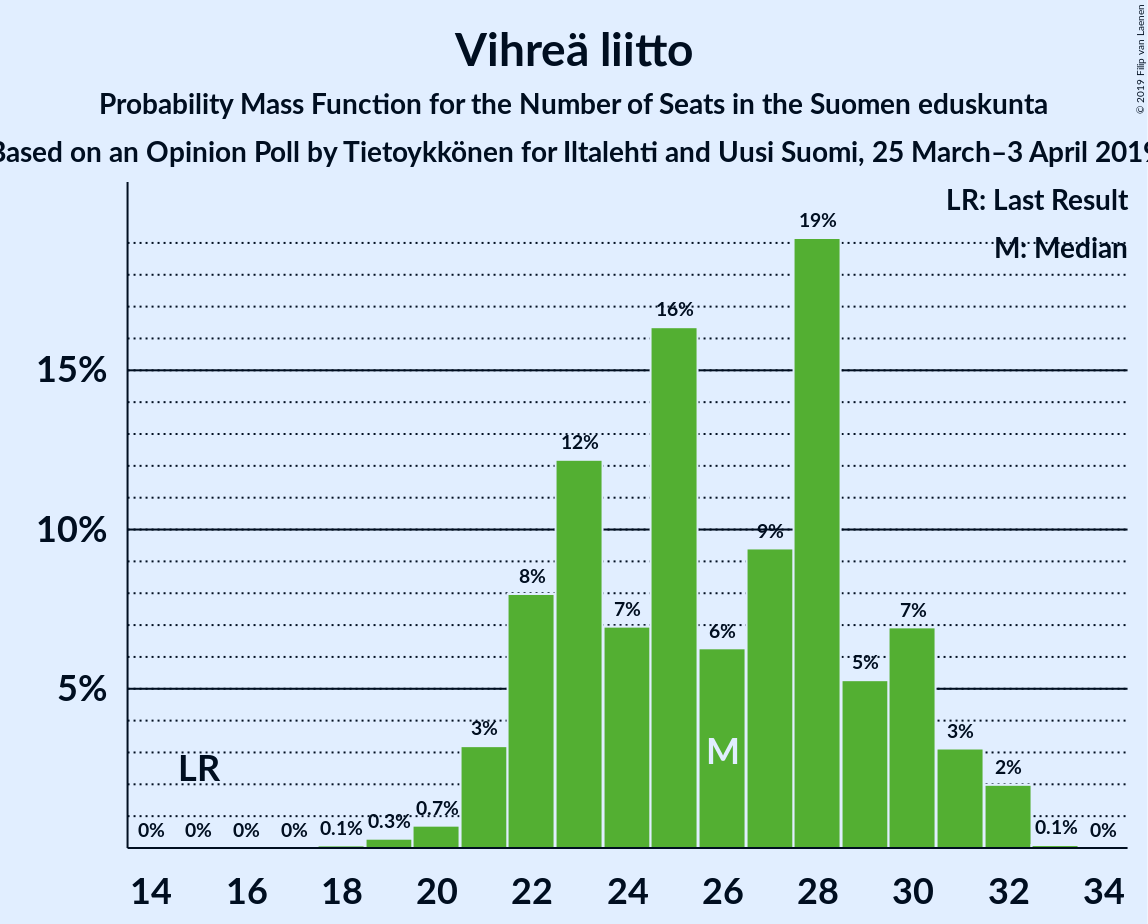 Vihreä liitto
Probability Mass Function for the Number of Seats in the Suomen eduskunta
Based on an Opinion Poll by Tietoykkönen for Iltalehti and Uusi Suomi, 25 March–3 April 2019
© 2019 Filip van Laenen
LR: Last Result
M: Median
15%
10%
5%
0% 0% 0% 0% 0.1% 0.3% 0.7% 3% 8% 12% 7% 16% 6% 9% 19% 5% 7% 3% 2% 0.1% 0%
LR
M
14 16 18 20 22 24 26 28 30 32 34